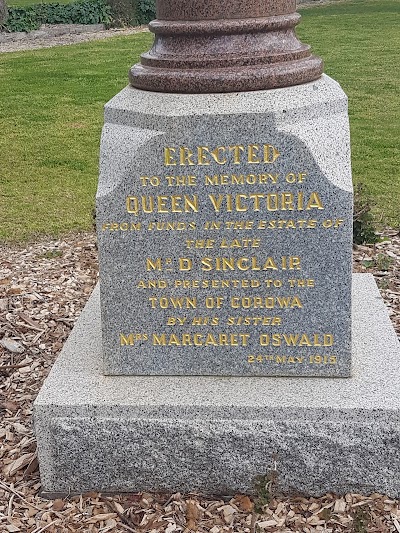 ERECTED
TO THE MEMORY OF
QUEEN VICTORIA
FROM FUNDS IN THE ESTATE OF
THE LATE
MR D SINCLAIR
AND PRESENTED TO THE
TOWN OF COROWA
BY HIS SISTER
MRS MARGARET OSWALD
24TH MAY 1913